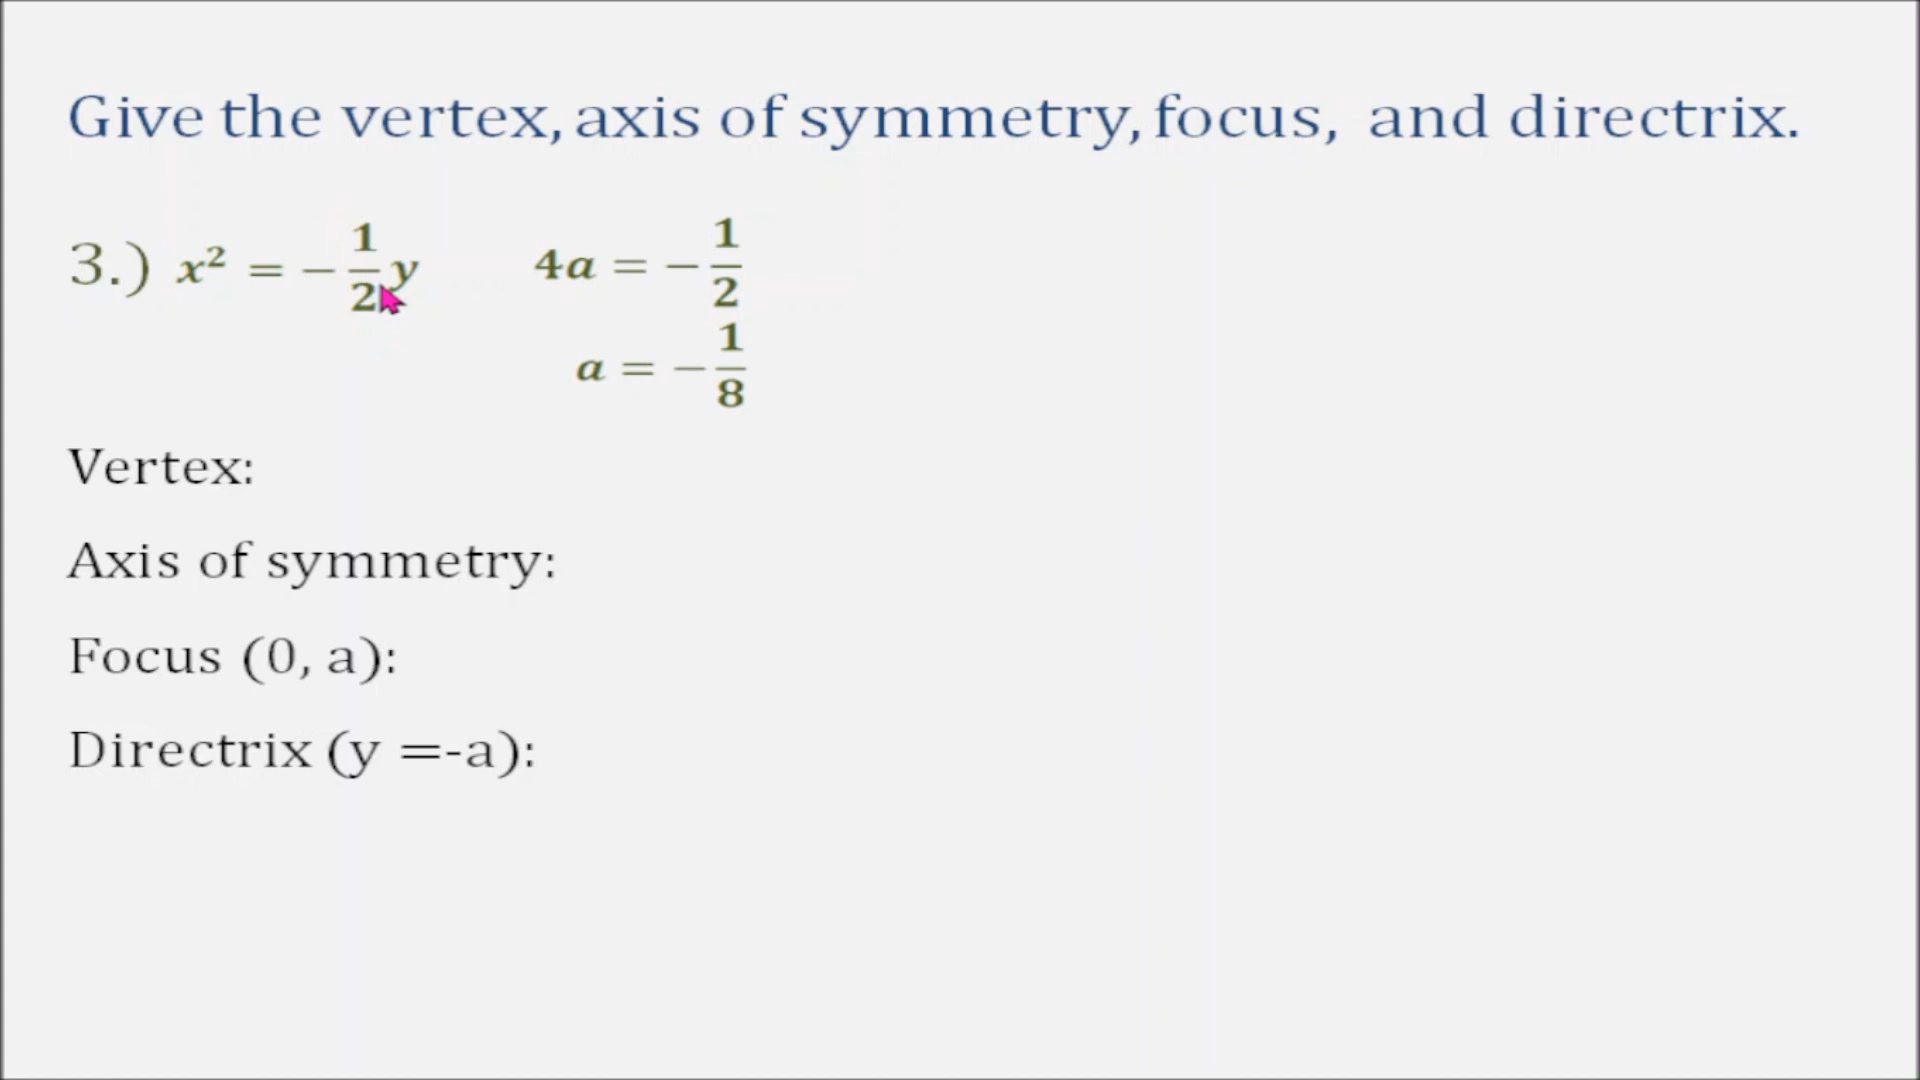 Give the vertex, axis of symmetry, focus, and directrix.
3.) x² = −1/2 y    4a = −1/2
a = −1/8
Vertex:
Axis of symmetry:
Focus (0, a):
Directrix (y =-a):